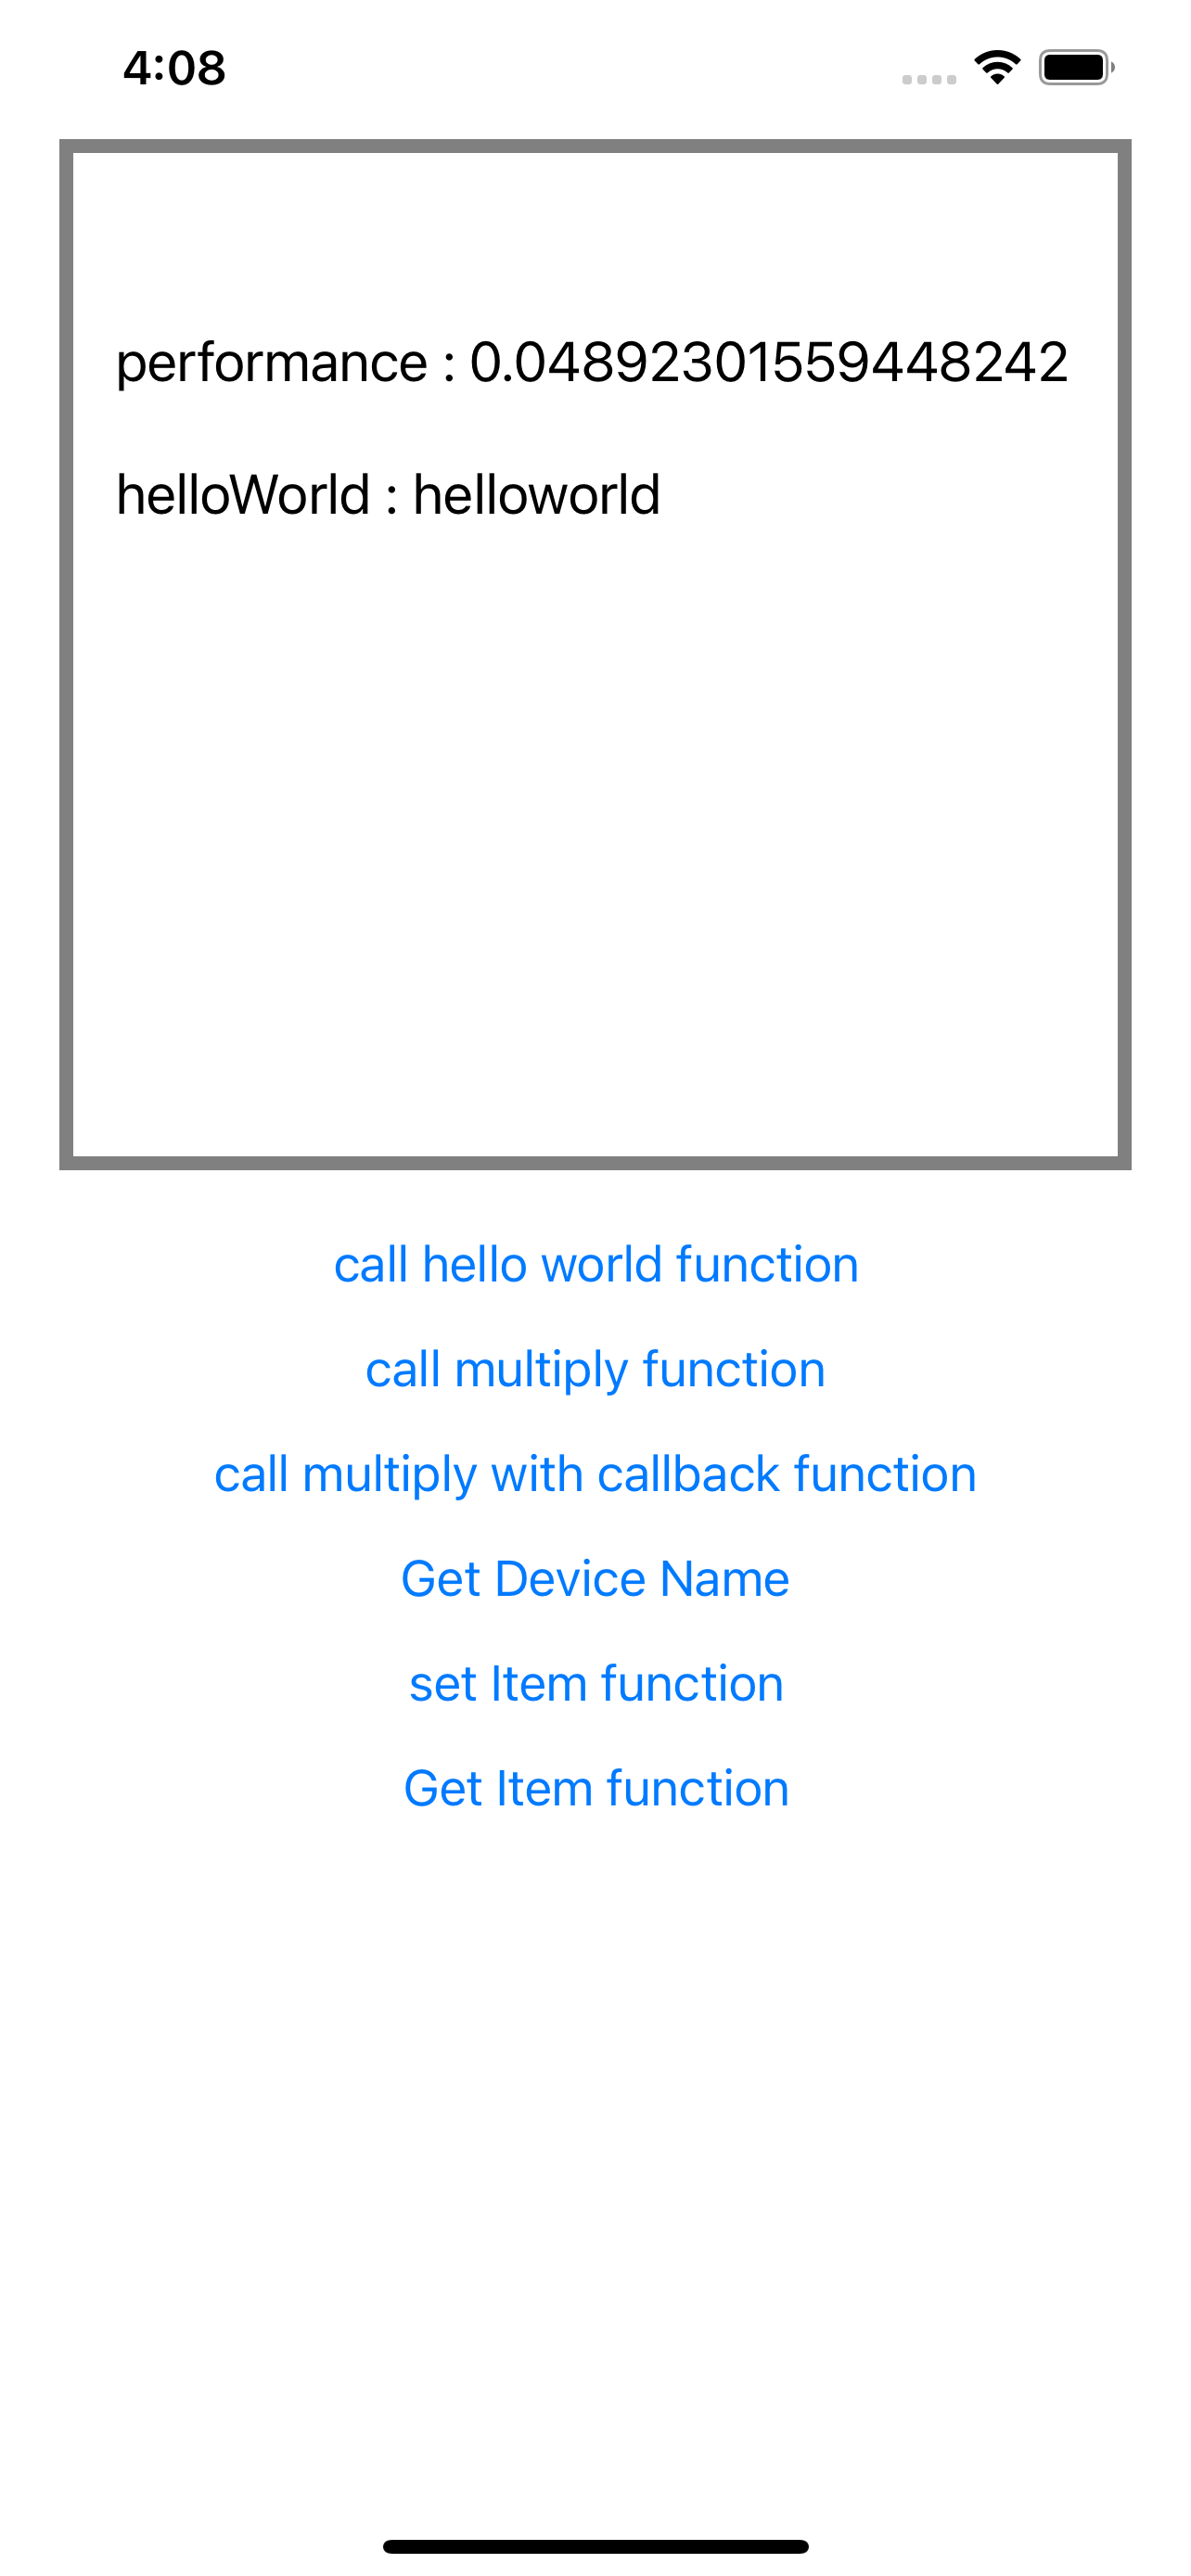 4:08
performance : 0.04892301559448242
helloWorld : helloworld
call hello world function
call multiply function
call multiply with callback function
Get Device Name
set Item function
Get Item function